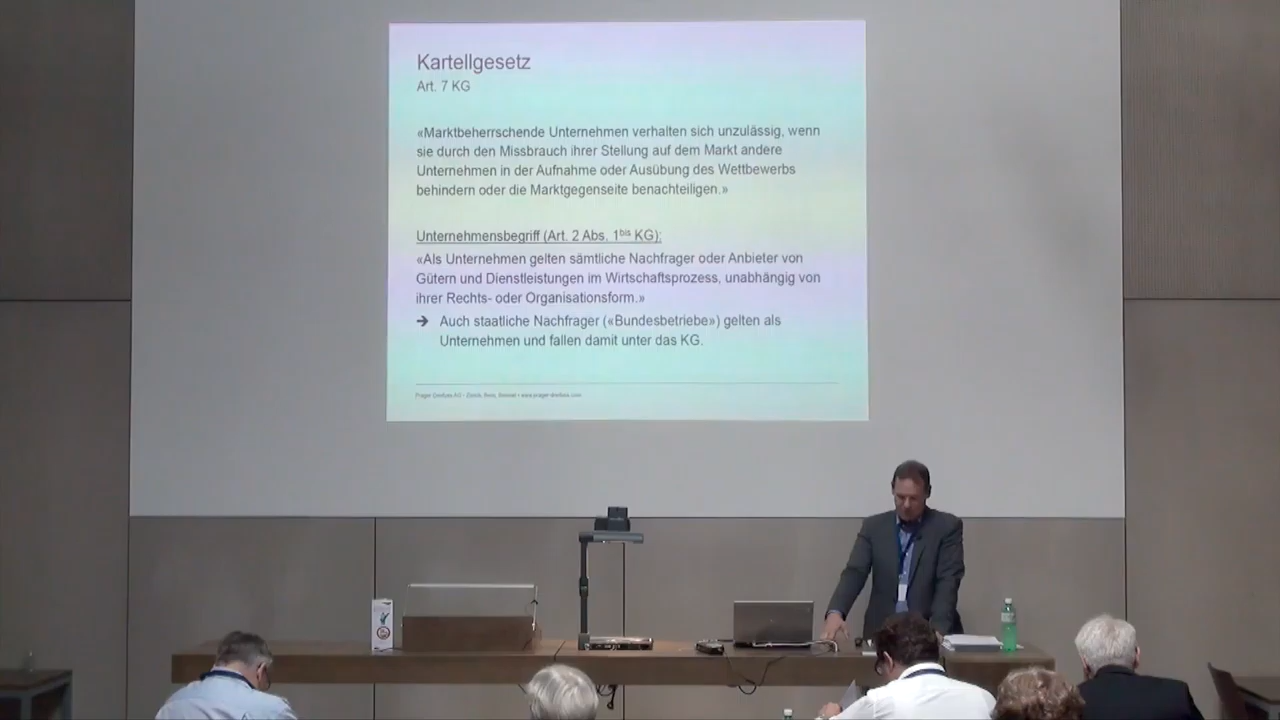 Kartellgesetz
Art. 7 KG
«Marktbeherrschende Unternehmen verhalten sich unzulässig, wenn
sie durch den Missbrauch ihrer Stellung auf dem Markt andere
Unternehmen in der Aufnahme oder Ausübung des Wettbewerbs
behindern oder die Marktgegenseite benachteiligen.»
Unternehmensbegriff (Art. 2 Abs. 1bis KG):
«Als Unternehmen gelten sämtliche Nachfrager oder Anbieter von
Gütern und Dienstleistungen im Wirtschaftsprozess, unabhängig von
ihrer Rechts- oder Organisationsform.»
➔ Auch staatliche Nachfrager («Bundesbetriebe») gelten als
Unternehmen und fallen damit unter das KG.